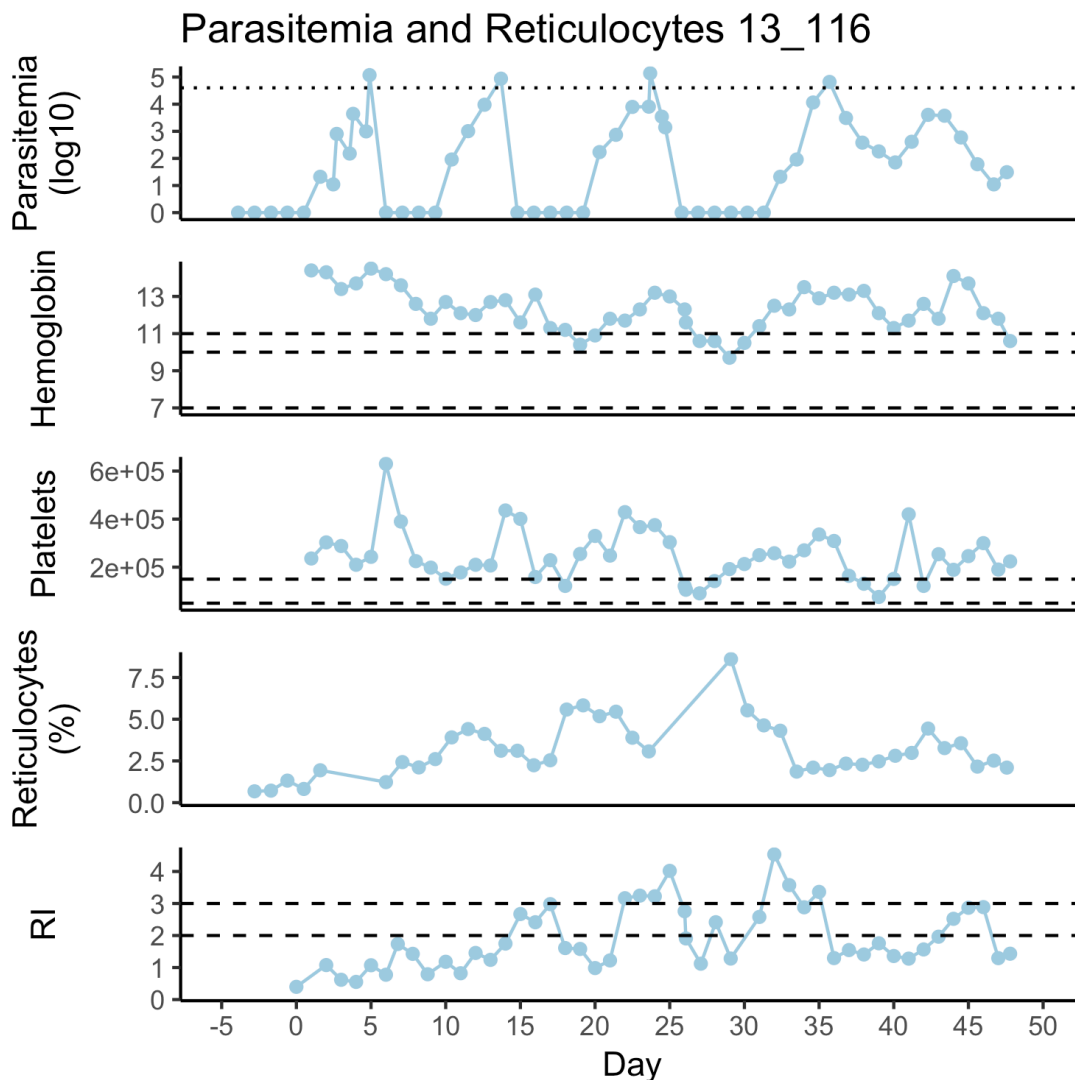 Parasitemia and Reticulocytes 13_116
Parasitemia
(log10)
5
4
3
2
1
0
Hemoglobin
13
11
9
7
Platelets
6e+05
4e+05
2e+05
Reticulocytes
(%)
7.5
5.0
2.5
0.0
RI
4
3
2
1
0
-5 0 5 10 15 20 25 30 35 40 45 50
Day